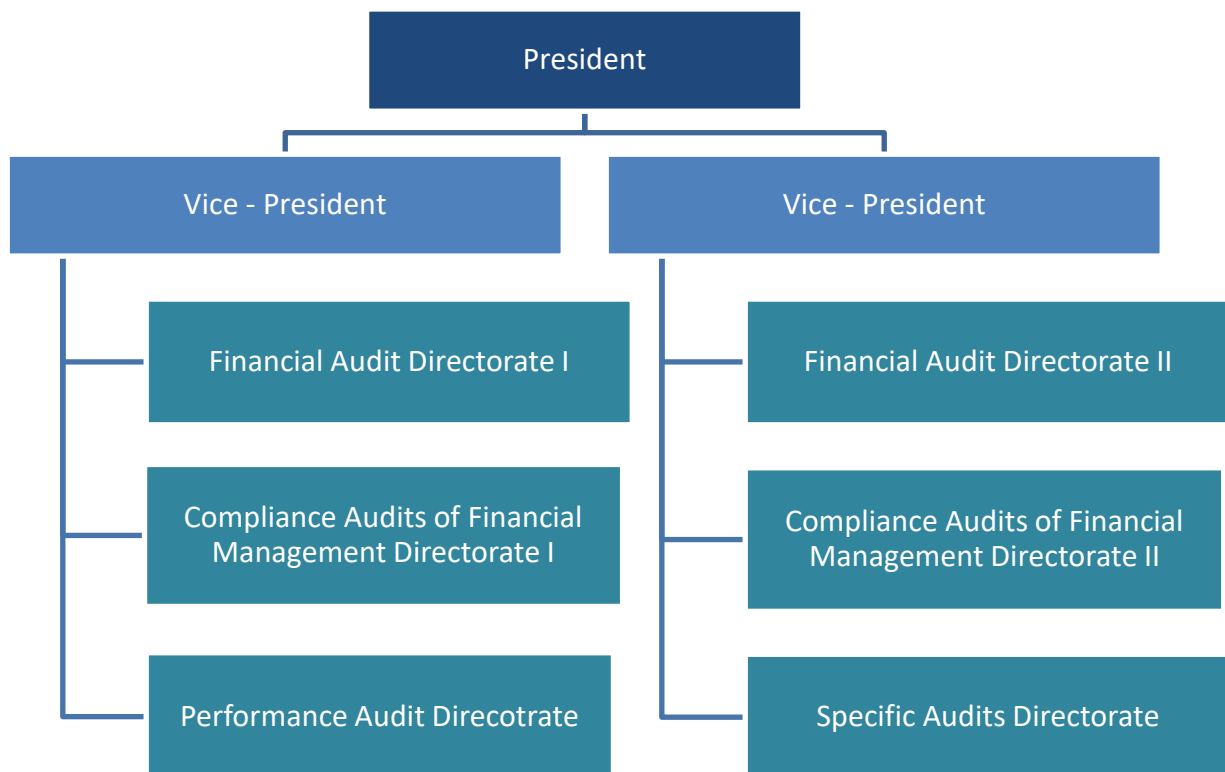 President
Vice - President
Vice - President
Financial Audit Directorate I
Financial Audit Directorate II
Compliance Audits of Financial
Management Directorate I
Compliance Audits of Financial
Management Directorate II
Performance Audit Direcotrate
Specific Audits Directorate